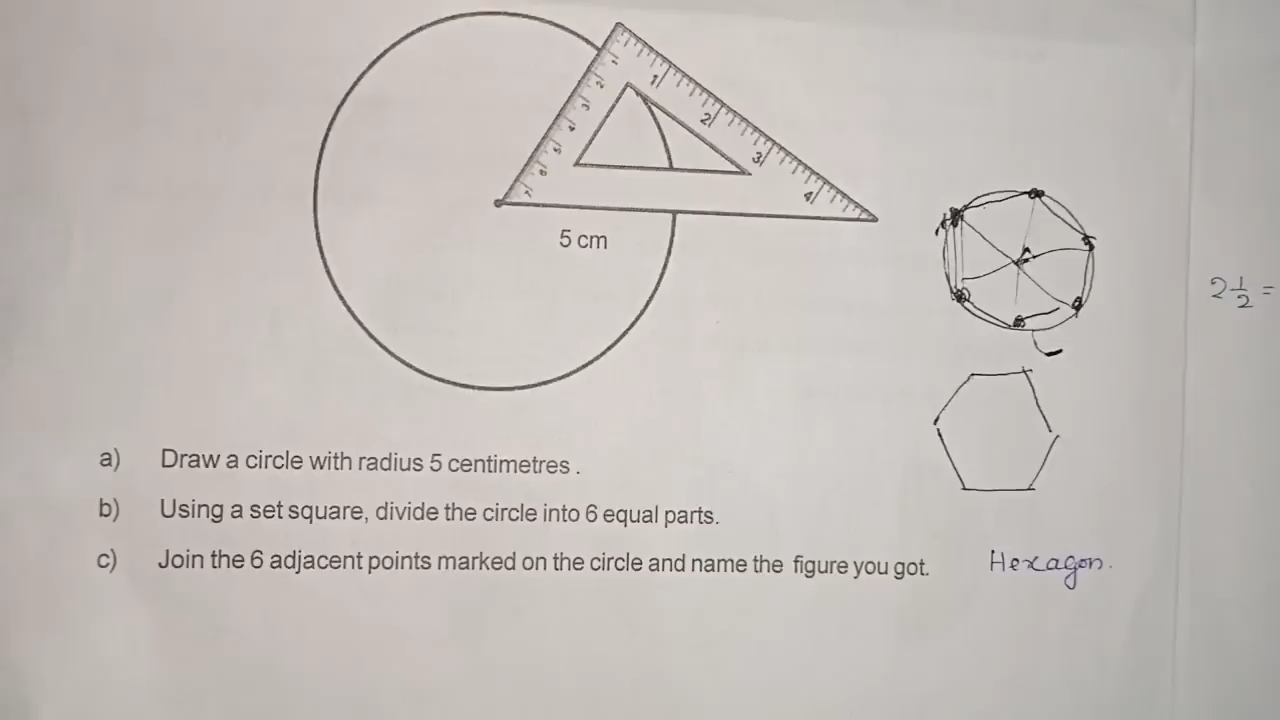 1 2 3 4 5 6 7
1 2 3 4
5 cm
2 1/2 =
a) Draw a circle with radius 5 centimetres .
b) Using a set square, divide the circle into 6 equal parts.
c) Join the 6 adjacent points marked on the circle and name the figure you got. Hexagon.